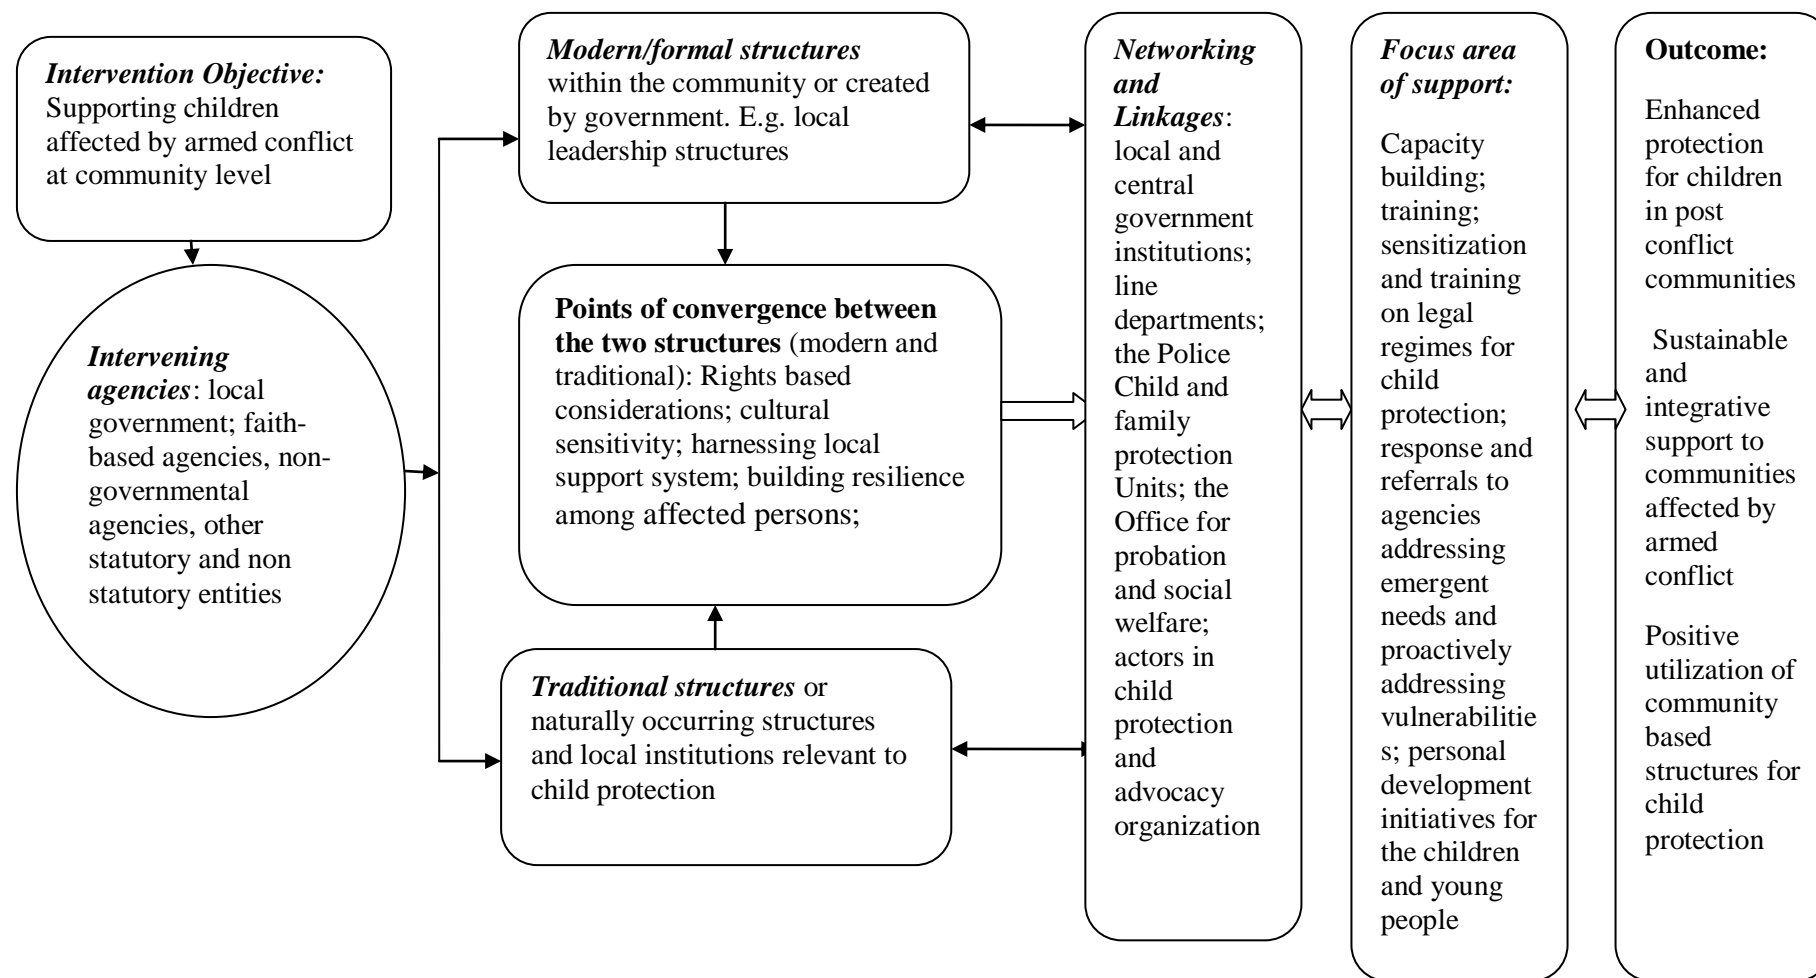 Intervention Objective:
Supporting children
affected by armed conflict
at community level
Intervening
agencies: local
government; faith-
based agencies, non-
governmental
agencies, other
statutory and non
statutory entities
Modern/formal structures
within the community or created
by government. E.g. local
leadership structures
Points of convergence between
the two structures (modern and
traditional): Rights based
considerations; cultural
sensitivity; harnessing local
support system; building resilience
among affected persons;
Traditional structures or
naturally occurring structures
and local institutions relevant to
child protection
Networking
and
Linkages:
local and
central
government
institutions;
line
departments;
the Police
Child and
family
protection
Units; the
Office for
probation
and social
welfare;
actors in
child
protection
and
advocacy
organization
Focus area
of support:
Capacity
building;
training;
sensitization
and training
on legal
regimes for
child
protection;
response and
referrals to
agencies
addressing
emergent
needs and
proactively
addressing
vulnerabilitie
s; personal
development
initiatives for
the children
and young
people
Outcome:
Enhanced
protection
for children
in post
conflict
communities
Sustainable
and
integrative
support to
communities
affected by
armed
conflict
Positive
utilization of
community
based
structures for
child
protection